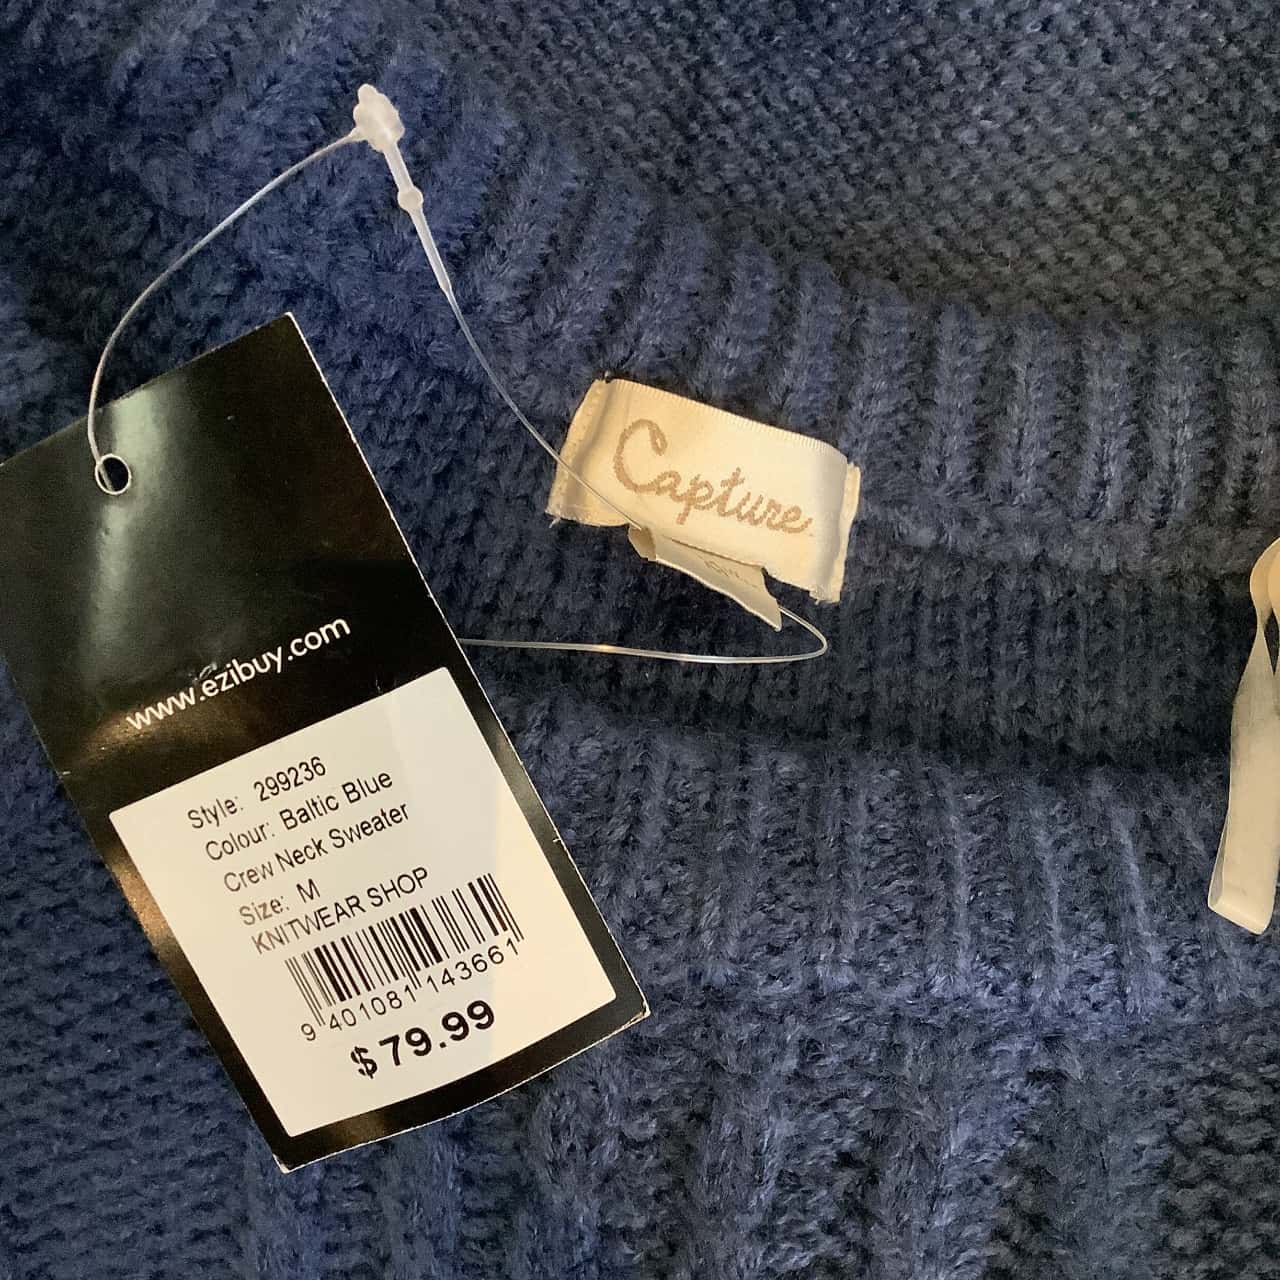 Capture
www.ezibuy.com
Style: 299236
Colour: Baltic Blue
Crew Neck Sweater
Size: M
KNITWEAR SHOP
9 401081 143661
$79.99